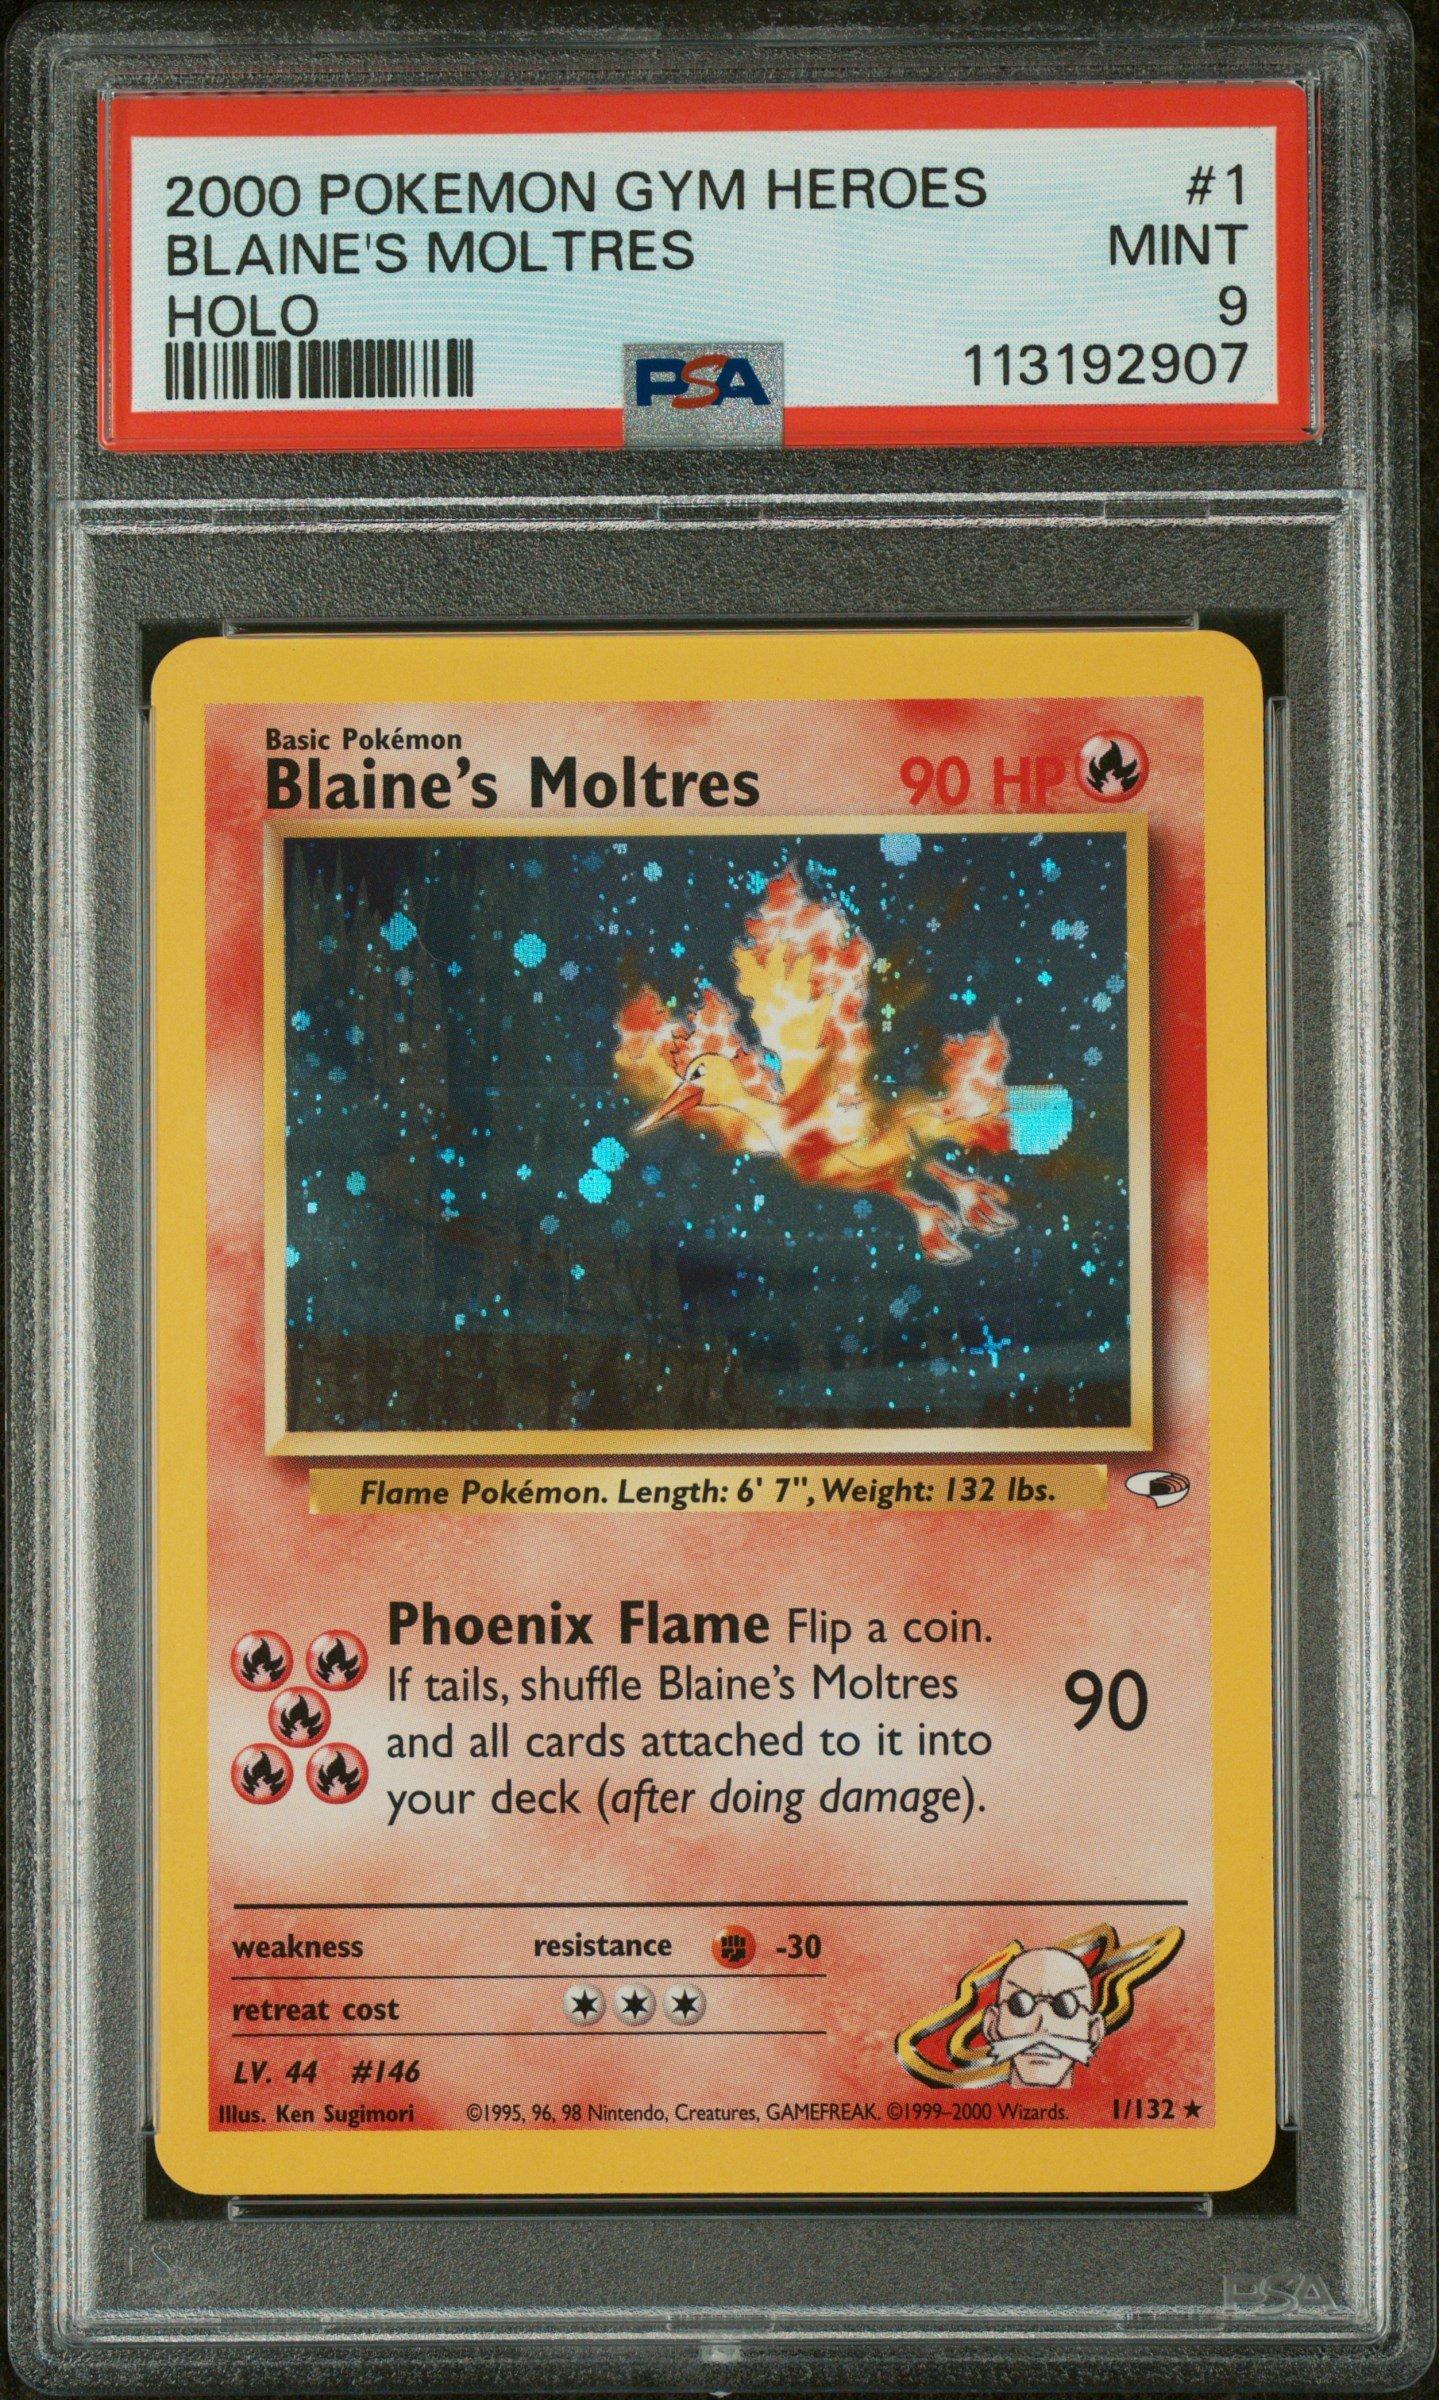 2000 POKEMON GYM HEROES #1
BLAINE'S MOLTRES MINT
HOLO 9
PSA 113192907
Basic Pokémon
Blaine's Moltres 90 HP
Flame Pokémon. Length: 6' 7", Weight: 132 lbs.
Phoenix Flame Flip a coin.
If tails, shuffle Blaine's Moltres
and all cards attached to it into
your deck (after doing damage).
90
weakness resistance -30
retreat cost
LV. 44 #146
Illus. Ken Sugimori ©1995, 96, 98 Nintendo, Creatures, GAMEFREAK. ©1999–2000 Wizards. 1/132 ★
PSA